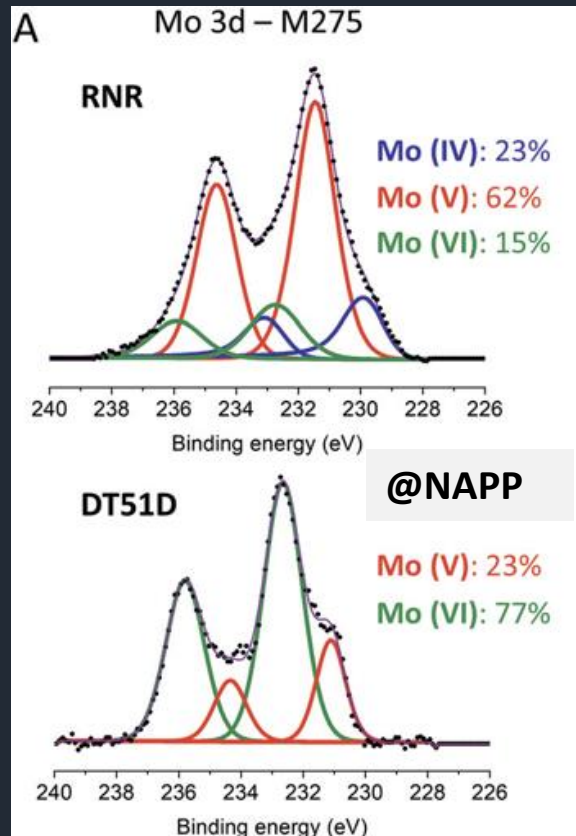 A
Mo 3d – M275
RNR
Mo (IV): 23%
Mo (V): 62%
Mo (VI): 15%
240 238 236 234 232 230 228 226
Binding energy (eV)
@NAPP
DT51D
Mo (V): 23%
Mo (VI): 77%
240 238 236 234 232 230 228 226
Binding energy (eV)